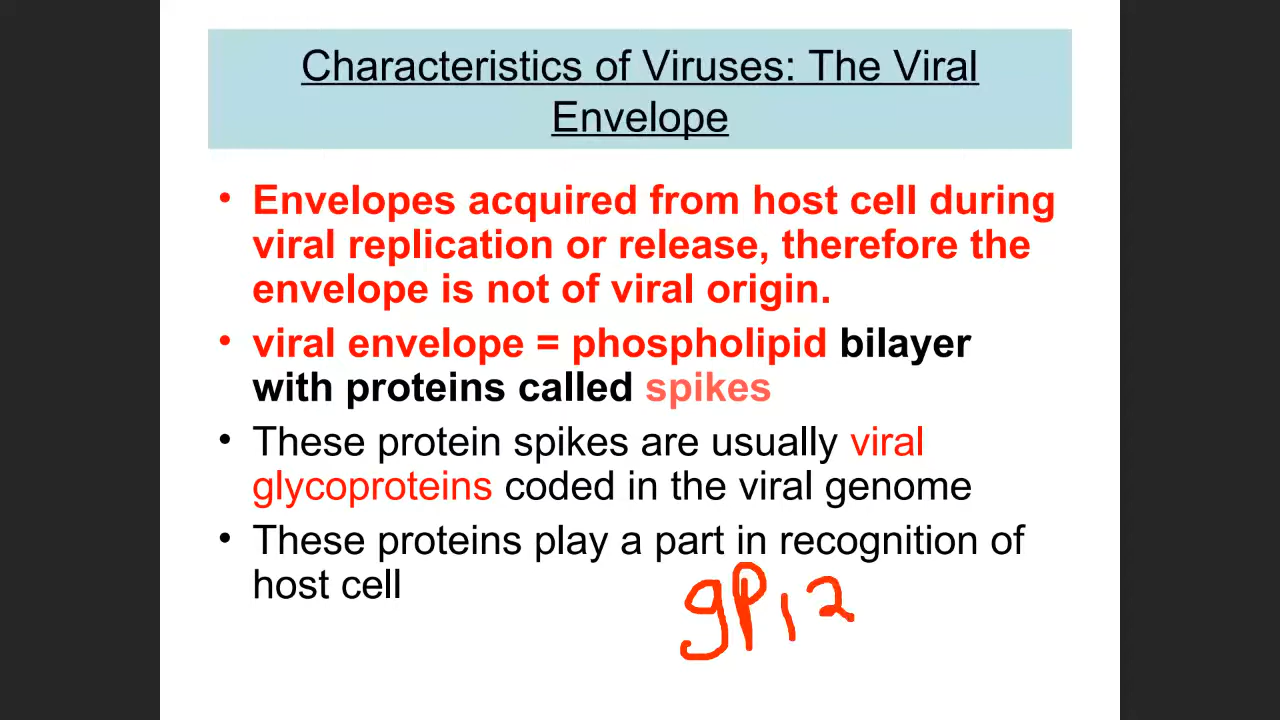 Characteristics of Viruses: The Viral
Envelope
• Envelopes acquired from host cell during
viral replication or release, therefore the
envelope is not of viral origin.
• viral envelope = phospholipid bilayer
with proteins called spikes
• These protein spikes are usually viral
glycoproteins coded in the viral genome
• These proteins play a part in recognition of
host cell
gp12